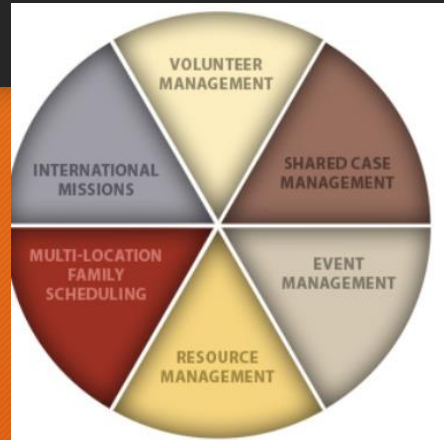 VOLUNTEER
MANAGEMENT
SHARED CASE
MANAGEMENT
EVENT
MANAGEMENT
RESOURCE
MANAGEMENT
MULTI-LOCATION
FAMILY
SCHEDULING
INTERNATIONAL
MISSIONS